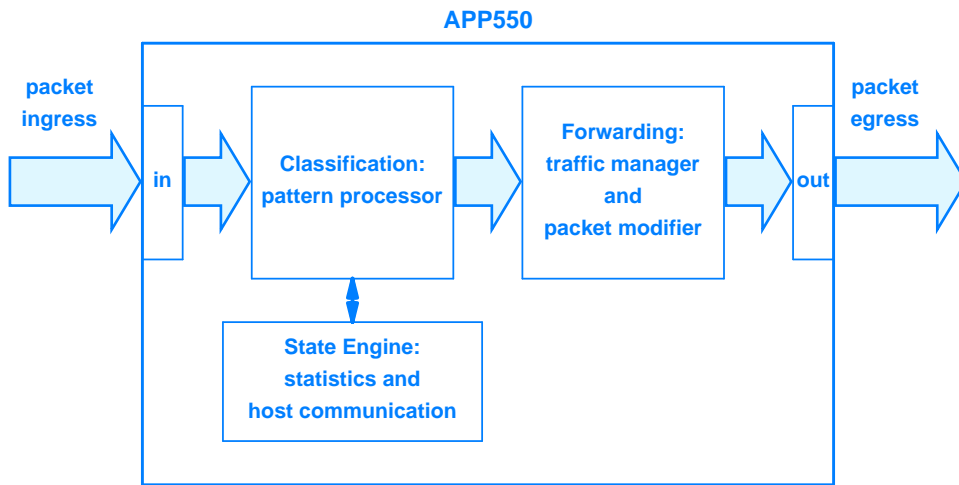 APP550
packet
ingress
in
Classification:
pattern processor
Forwarding:
traffic manager
and
packet modifier
out
packet
egress
State Engine:
statistics and
host communication